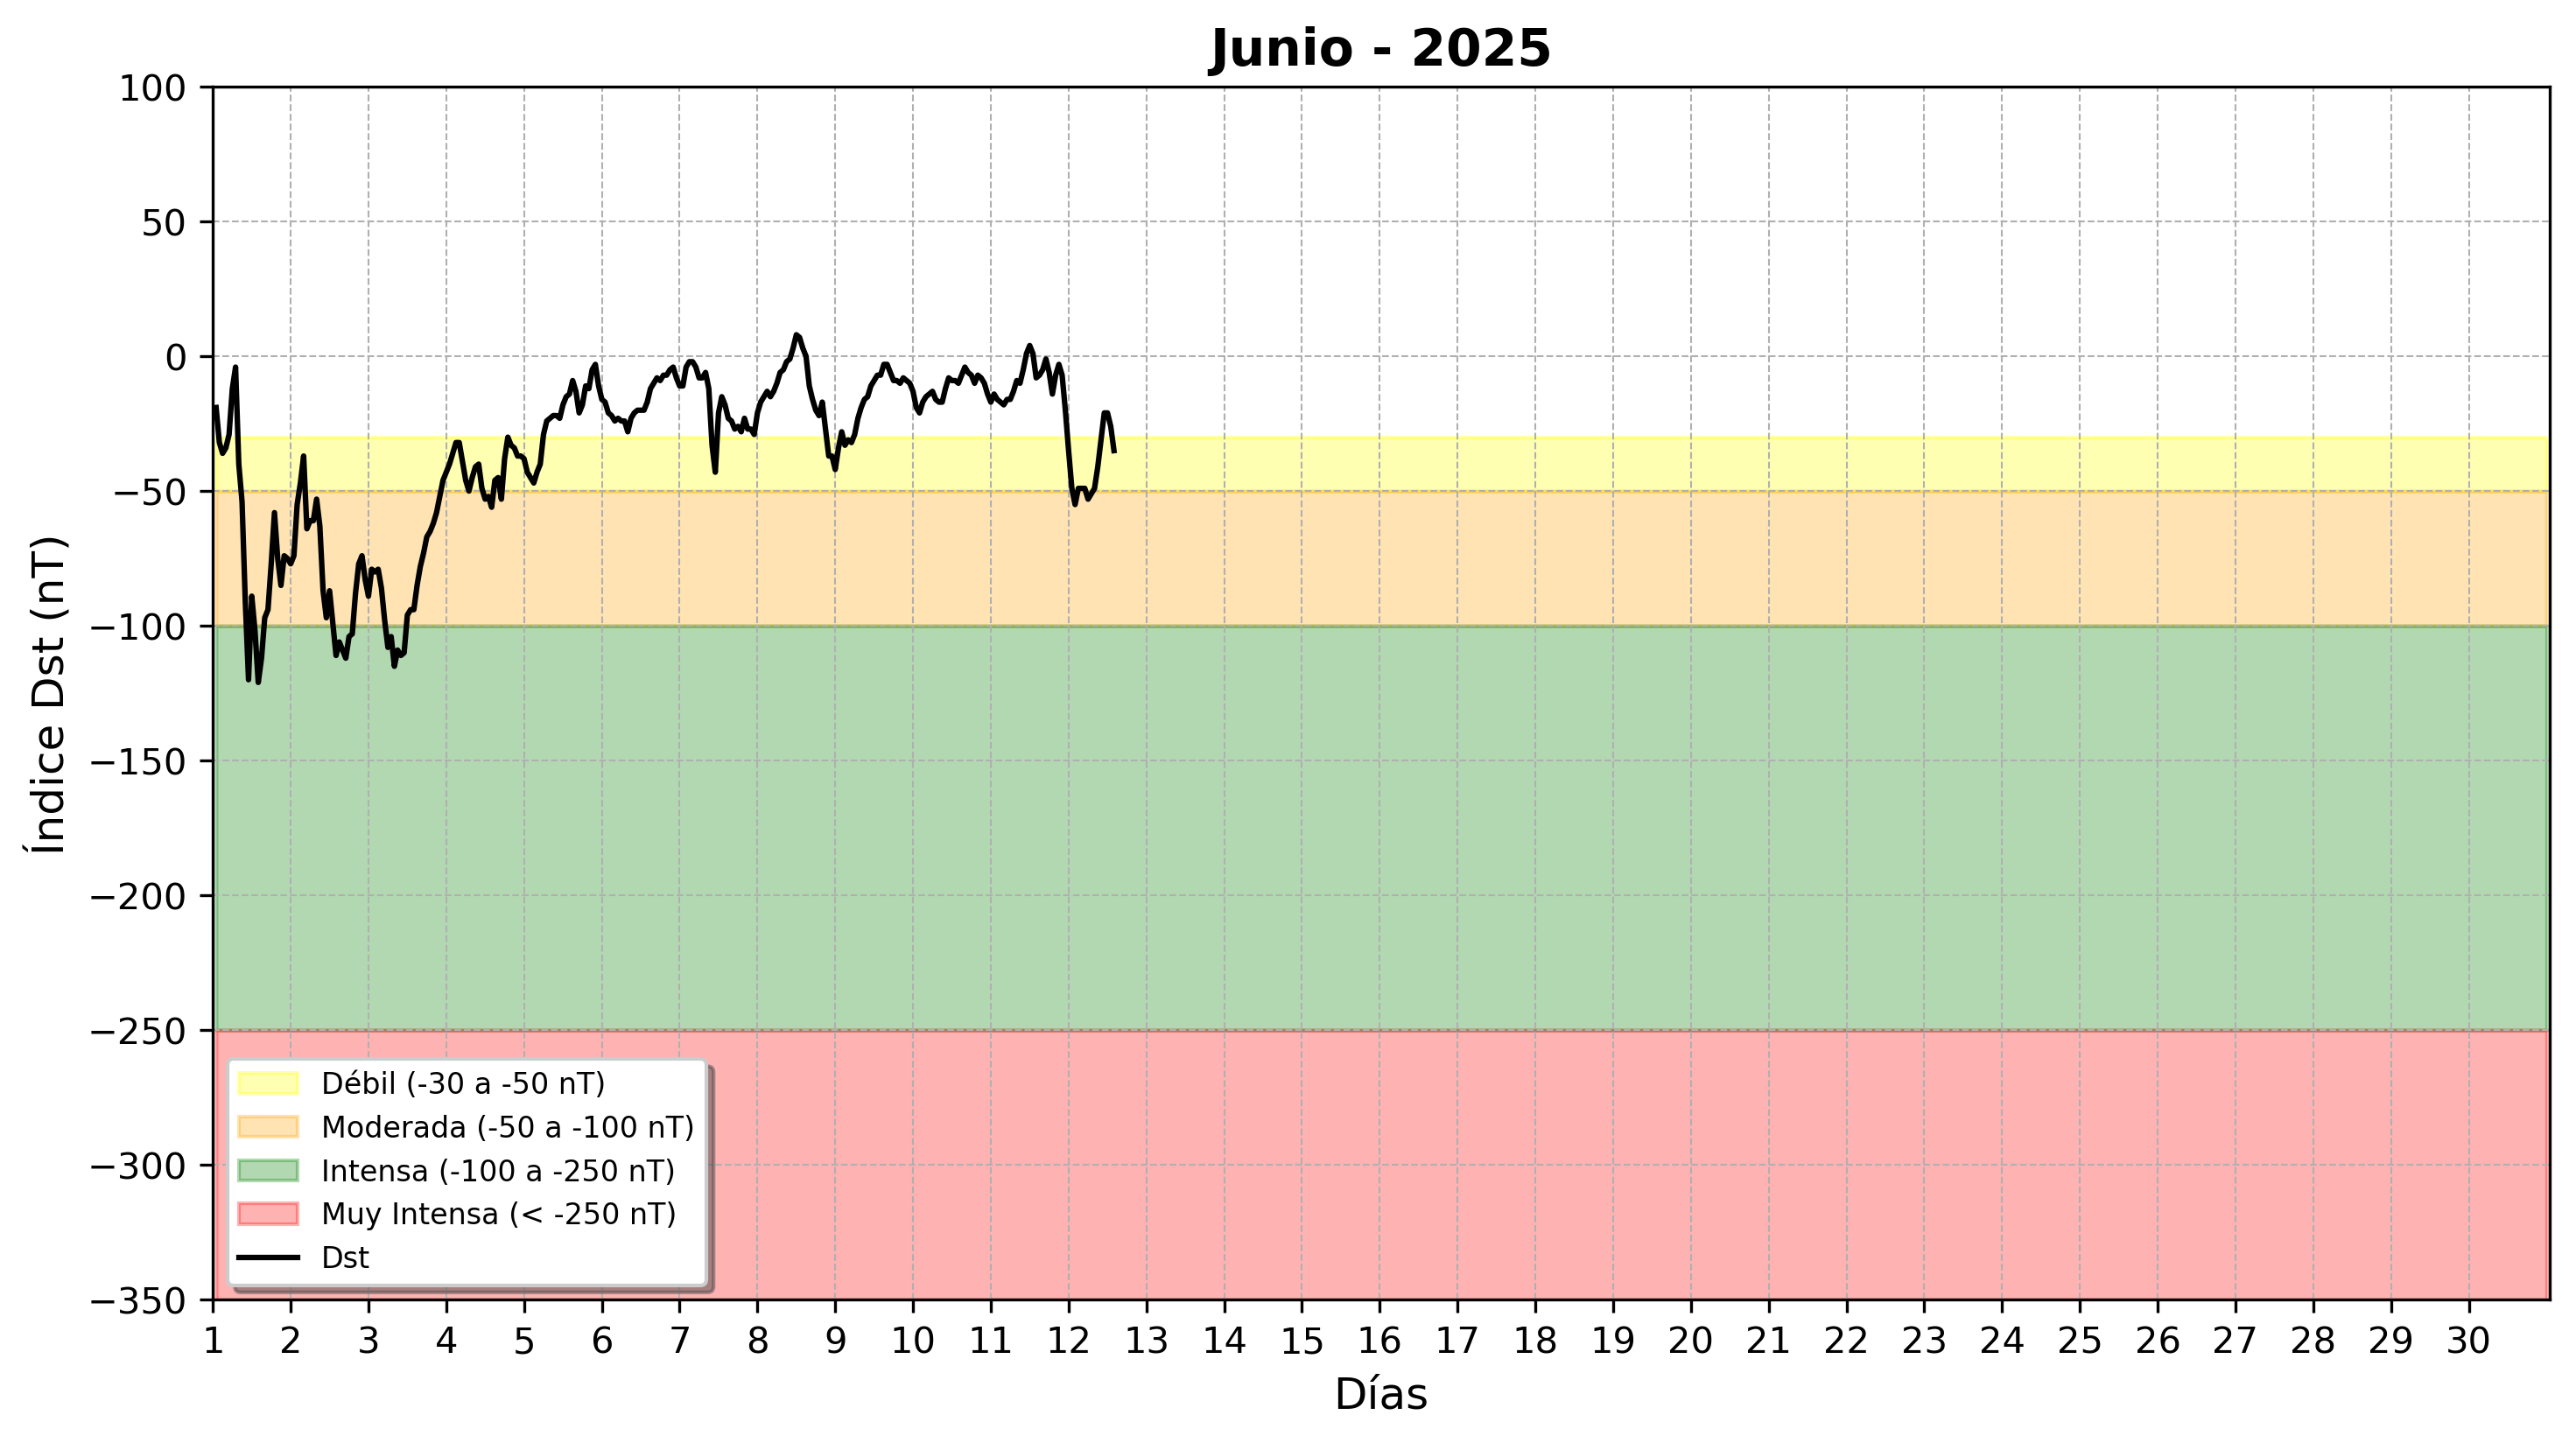 Junio - 2025
100
50
0
−50
−100
−150
−200
−250
−300
−350
Índice Dst (nT)
Débil (-30 a -50 nT)
Moderada (-50 a -100 nT)
Intensa (-100 a -250 nT)
Muy Intensa (< -250 nT)
Dst
1 2 3 4 5 6 7 8 9 10 11 12 13 14 15 16 17 18 19 20 21 22 23 24 25 26 27 28 29 30
Días